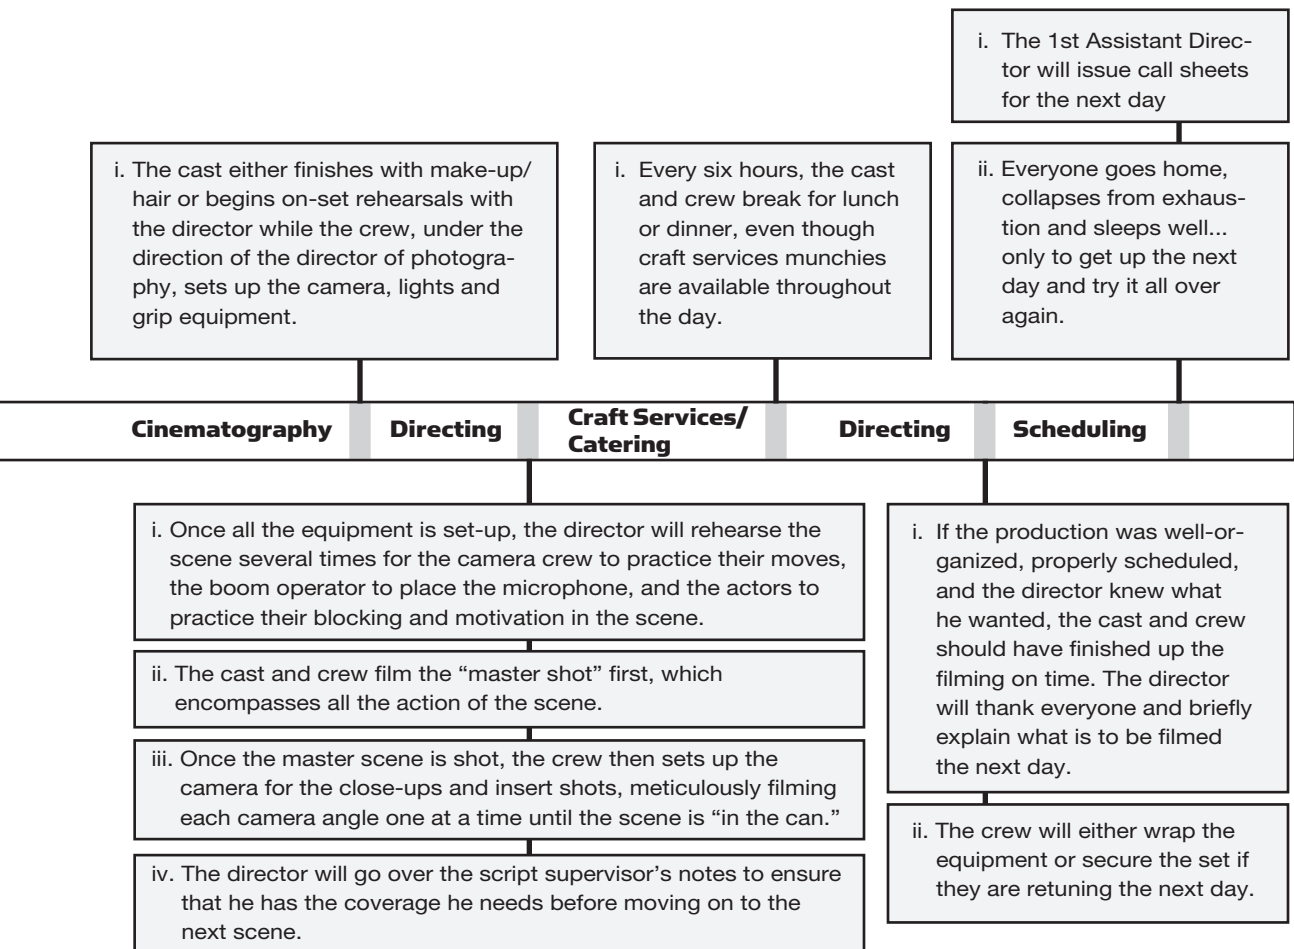 i. The 1st Assistant Direc-
tor will issue call sheets
for the next day
i. The cast either finishes with make-up/
hair or begins on-set rehearsals with
the director while the crew, under the
direction of the director of photogra-
phy, sets up the camera, lights and
grip equipment.
i. Every six hours, the cast
and crew break for lunch
or dinner, even though
craft services munchies
are available throughout
the day.
ii. Everyone goes home,
collapses from exhaus-
tion and sleeps well...
only to get up the next
day and try it all over
again.
Cinematography
Directing
Craft Services/
Catering
Directing
Scheduling
i. Once all the equipment is set-up, the director will rehearse the
scene several times for the camera crew to practice their moves,
the boom operator to place the microphone, and the actors to
practice their blocking and motivation in the scene.
ii. The cast and crew film the “master shot” first, which
encompasses all the action of the scene.
iii. Once the master scene is shot, the crew then sets up the
camera for the close-ups and insert shots, meticulously filming
each camera angle one at a time until the scene is “in the can.”
iv. The director will go over the script supervisor’s notes to ensure
that he has the coverage he needs before moving on to the
next scene.
i. If the production was well-or-
ganized, properly scheduled,
and the director knew what
he wanted, the cast and crew
should have finished up the
filming on time. The director
will thank everyone and briefly
explain what is to be filmed
the next day.
ii. The crew will either wrap the
equipment or secure the set if
they are retuning the next day.